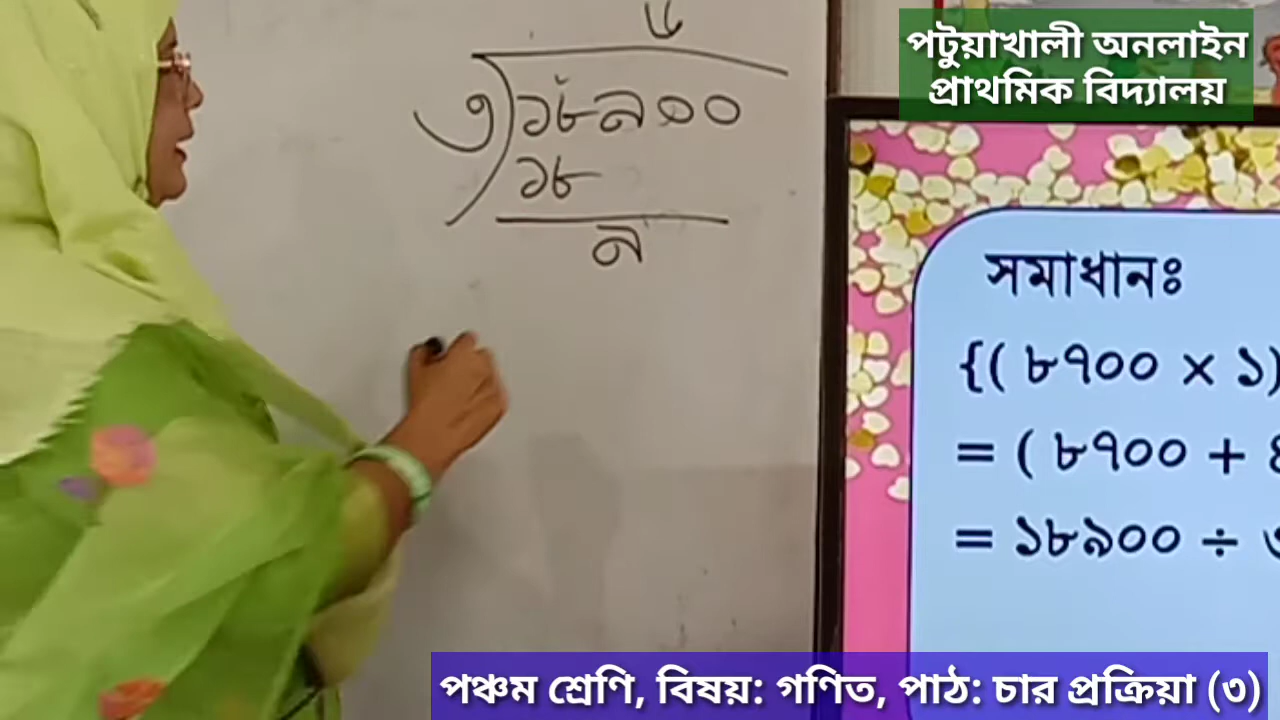 পটুয়াখালী অনলাইন
প্রাথমিক বিদ্যালয়
৬
৩)১৮৯০০
১৮
৯
সমাধানঃ
{( ৮৭০০ × ১)
= ( ৮৭০০ +
= ১৮৯০০ ÷
পঞ্চম শ্রেণি, বিষয়: গণিত, পাঠ: চার প্রক্রিয়া (৩)